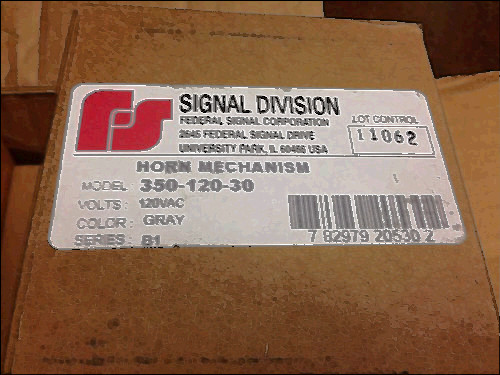 SIGNAL DIVISION
FEDERAL SIGNAL CORPORATION
2645 FEDERAL SIGNAL DRIVE
UNIVERSITY PARK, IL 60466 USA
LOT CONTROL
11062
HORN MECHANISM
MODEL: 350-120-30
VOLTS: 120VAC
COLOR: GRAY
SERIES: B1
7 82979 20530 2